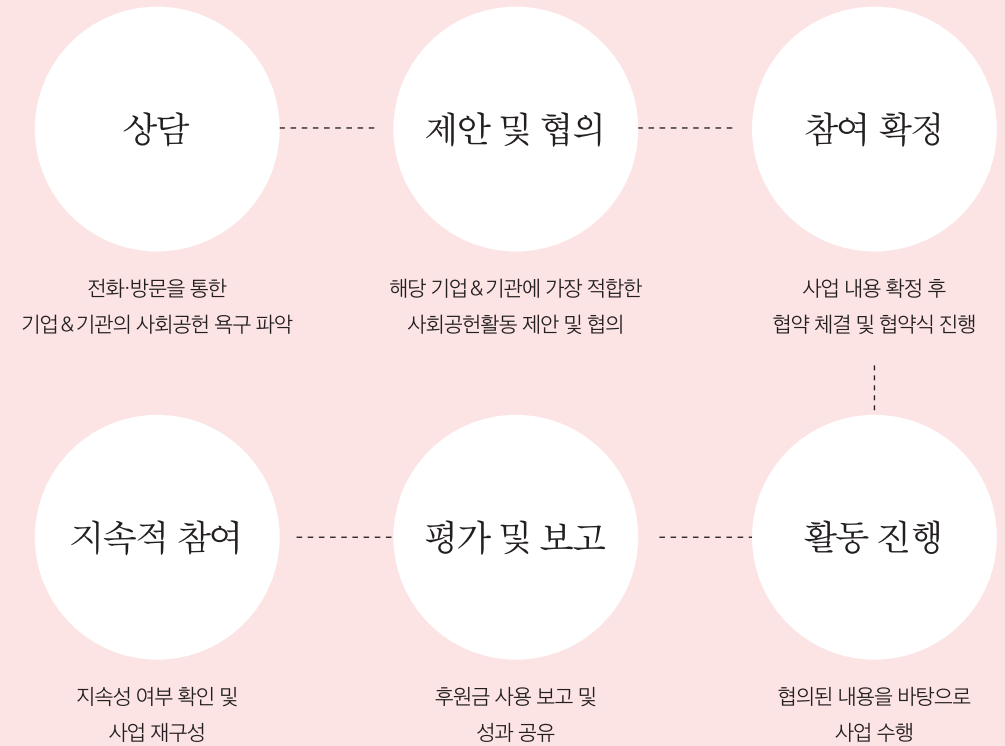 상담
전화·방문을 통한
기업&기관의 사회공헌 욕구 파악
제안 및 협의
해당 기업&기관에 가장 적합한
사회공헌활동 제안 및 협의
참여 확정
사업 내용 확정 후
협약 체결 및 협약식 진행
활동 진행
협의된 내용을 바탕으로
사업 수행
평가 및 보고
후원금 사용 보고 및
성과 공유
지속적 참여
지속성 여부 확인 및
사업 재구성